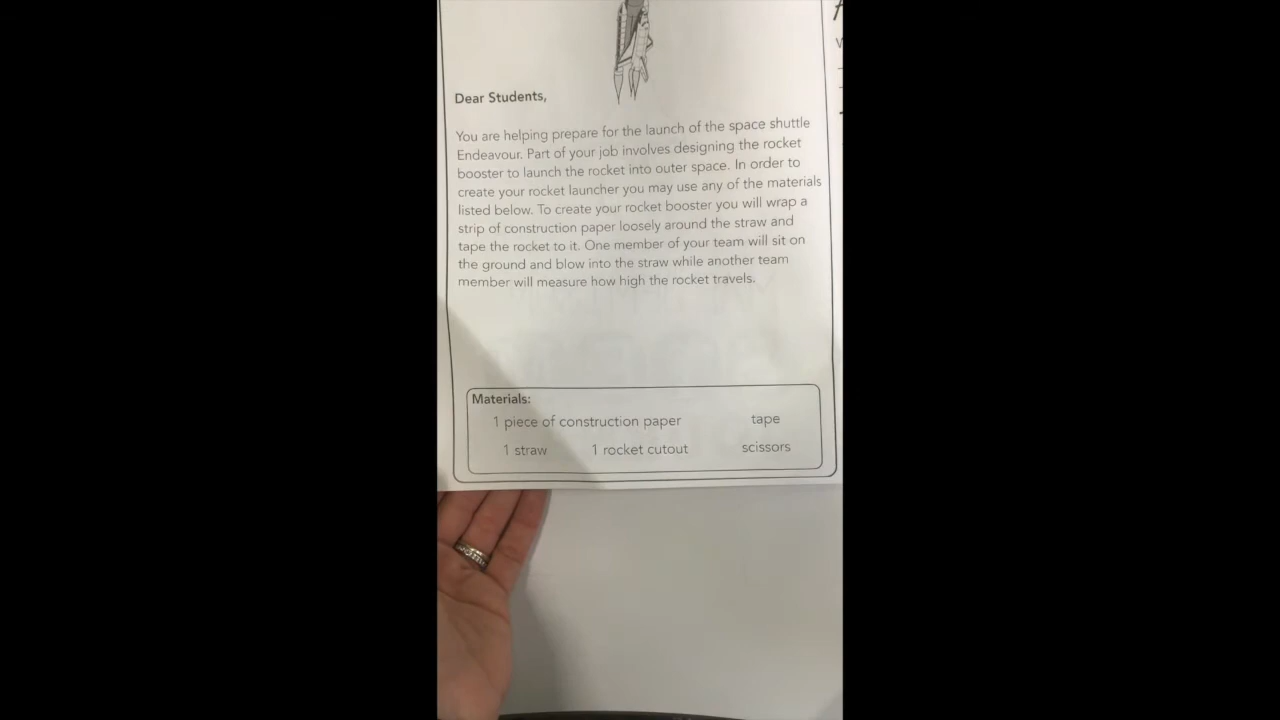 Dear Students,
You are helping prepare for the launch of the space shuttle
Endeavour. Part of your job involves designing the rocket
booster to launch the rocket into outer space. In order to
create your rocket launcher you may use any of the materials
listed below. To create your rocket booster you will wrap a
strip of construction paper loosely around the straw and
tape the rocket to it. One member of your team will sit on
the ground and blow into the straw while another team
member will measure how high the rocket travels.
Materials:
1 piece of construction paper tape
1 straw 1 rocket cutout scissors